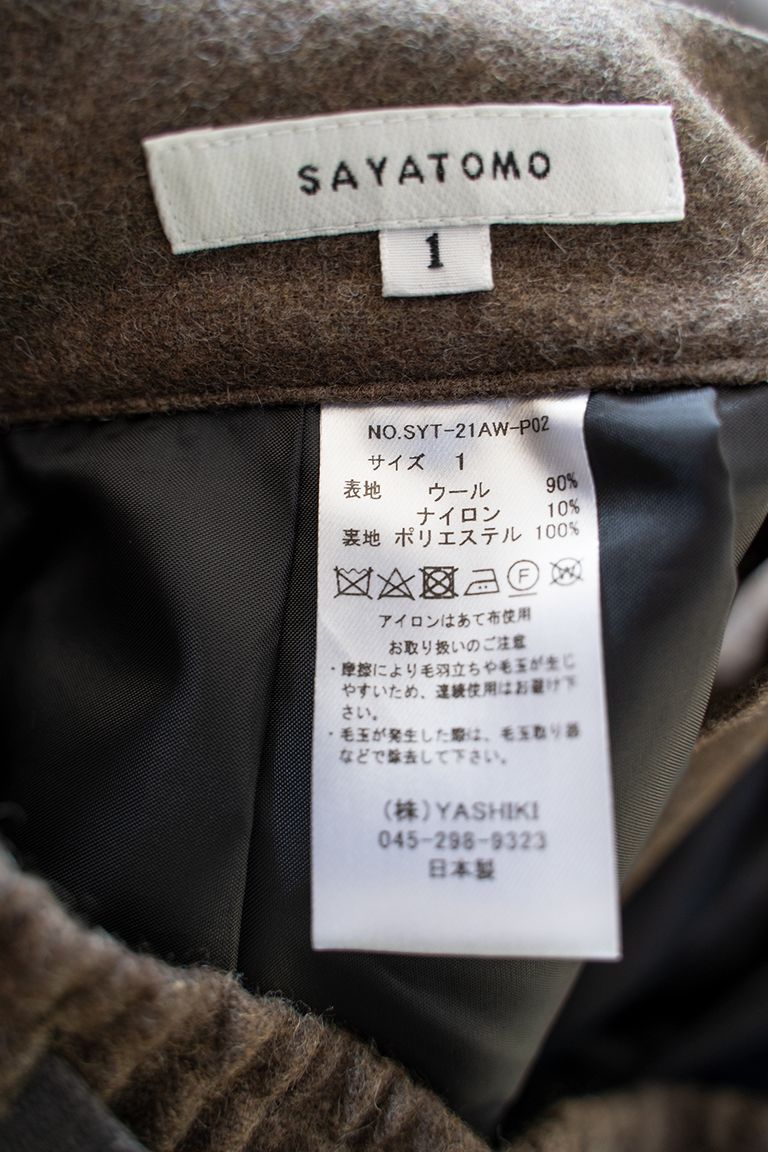 SAYATOMO
1
NO.SYT-21AW-P02
サイズ 1
表地 ウール 90%
ナイロン 10%
裏地 ポリエステル 100%
F W
アイロンはあて布使用
お取り扱いのご注意
・摩擦により毛羽立ちや毛玉が生じ
やすいため、連続使用はお避け下
さい。
・毛玉が発生した際は、毛玉取り器
などで除去して下さい。
(株)YASHIKI
045-298-9323
日本製